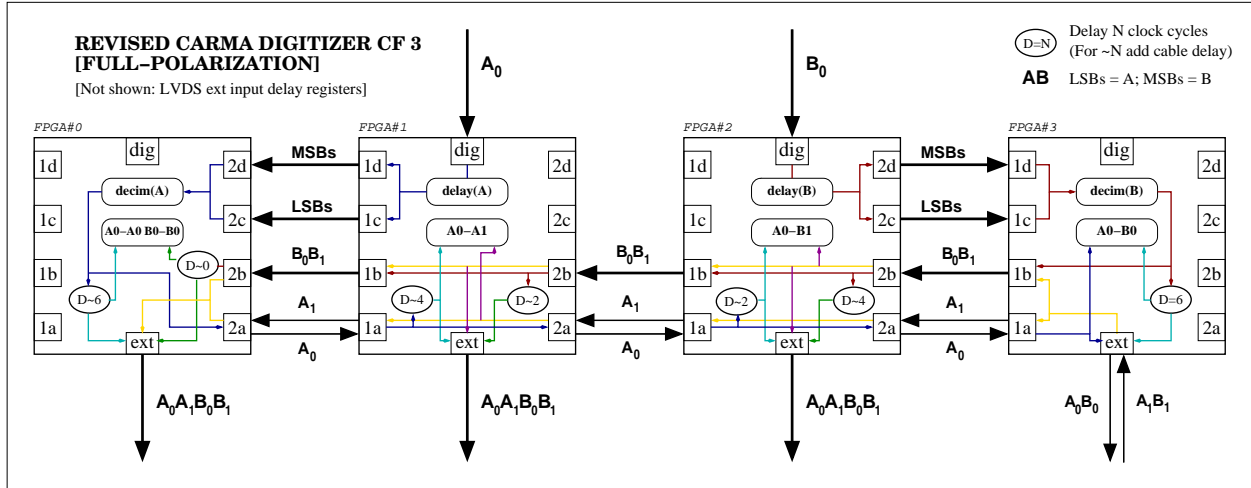 REVISED CARMA DIGITIZER CF 3
[FULL-POLARIZATION]
[Not shown: LVDS ext input delay registers]
A0
B0
D=N
Delay N clock cycles
(For ~N add cable delay)
AB LSBs = A; MSBs = B
FPGA#0
dig
1d
2d
decim(A)
1c
2c
A0-A0 B0-B0
D~0
1b
2b
D~6
1a
2a
ext
A0A1B0B1
MSBs
LSBs
B0B1
A1
A0
FPGA#1
dig
1d
2d
delay(A)
1c
2c
A0-A1
1b
2b
D~4
D~2
1a
2a
ext
A0A1B0B1
B0B1
A1
A0
FPGA#2
dig
1d
2d
delay(B)
1c
2c
A0-B1
1b
2b
D~2
D~4
1a
2a
ext
A0A1B0B1
MSBs
LSBs
B0B1
A1
A0
FPGA#3
dig
1d
2d
decim(B)
1c
2c
A0-B0
1b
2b
D=6
1a
2a
ext
A0B0
A1B1